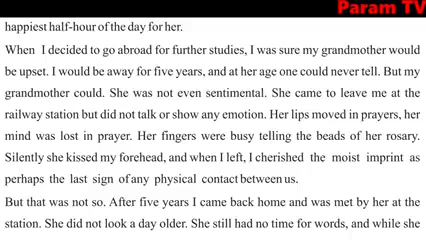 Param TV
happiest half-hour of the day for her.
When I decided to go abroad for further studies, I was sure my grandmother would
be upset. I would be away for five years, and at her age one could never tell. But my
grandmother could. She was not even sentimental. She came to leave me at the
railway station but did not talk or show any emotion. Her lips moved in prayers, her
mind was lost in prayer. Her fingers were busy telling the beads of her rosary.
Silently she kissed my forehead, and when I left, I cherished the moist imprint as
perhaps the last sign of any physical contact between us.
But that was not so. After five years I came back home and was met by her at the
station. She did not look a day older. She still had no time for words, and while she